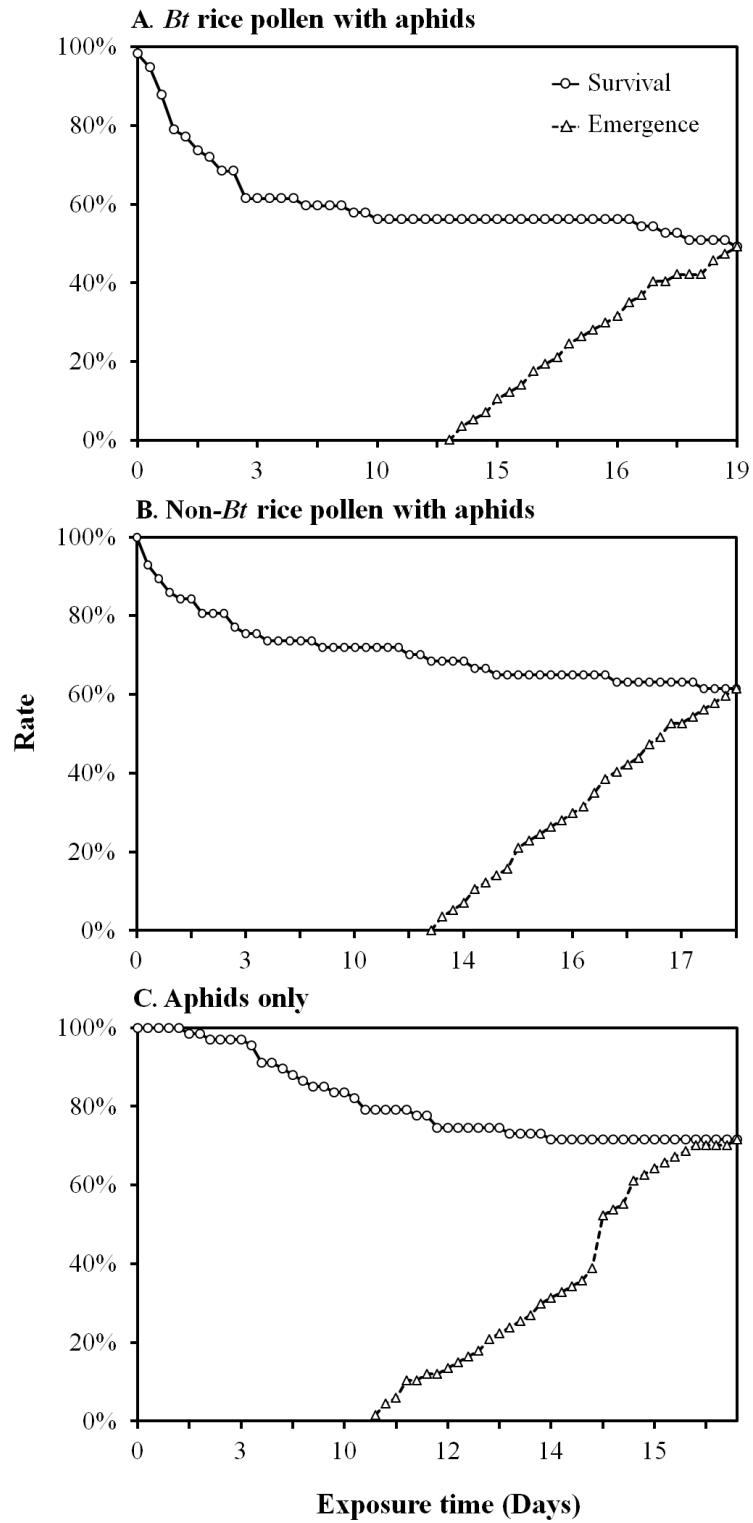 A. Bt rice pollen with aphids
100%
80%
60%
40%
20%
0%
Survival
Emergence
0 3 10 15 16 19
B. Non-Bt rice pollen with aphids
100%
80%
60%
40%
20%
0%
0 3 10 14 16 17
Rate
C. Aphids only
100%
80%
60%
40%
20%
0%
0 3 10 12 14 15
Exposure time (Days)